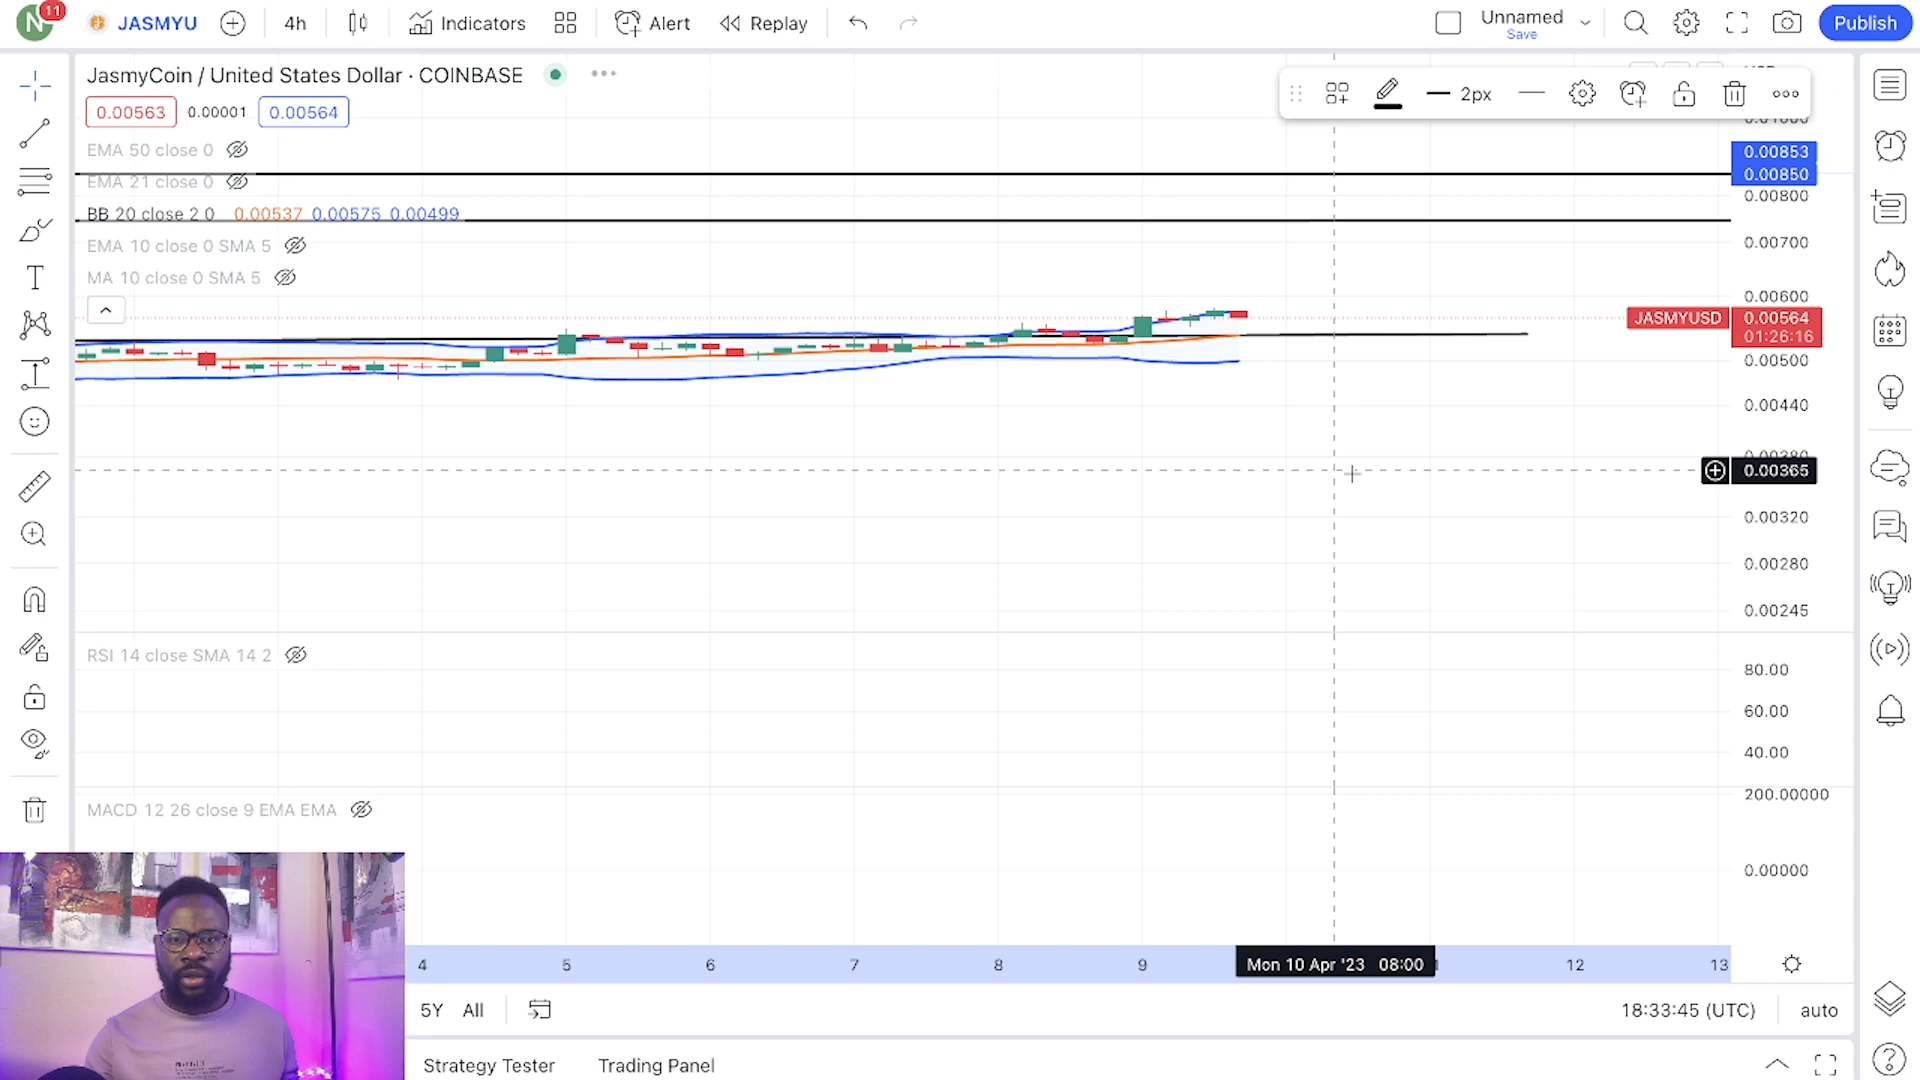 N 11 JASMYU 4h Indicators Alert Replay Unnamed Publish
Save
JasmyCoin / United States Dollar · COINBASE
0.00563 0.00001 0.00564
2px
EMA 50 close 0
EMA 21 close 0
BB 20 close 2 0 0.00537 0.00575 0.00499
EMA 10 close 0 SMA 5
MA 10 close 0 SMA 5
0.00853
0.00850
0.00800
0.00700
0.00600
JASMYUSD 0.00564
01:26:16
0.00500
0.00440
0.00365
0.00320
0.00280
0.00245
RSI 14 close SMA 14 2
80.00
60.00
40.00
MACD 12 26 close 9 EMA EMA
200.00000
0.00000
4 5 6 7 8 9 Mon 10 Apr '23 08:00 12 13
5Y All 18:33:45 (UTC) auto
Strategy Tester Trading Panel